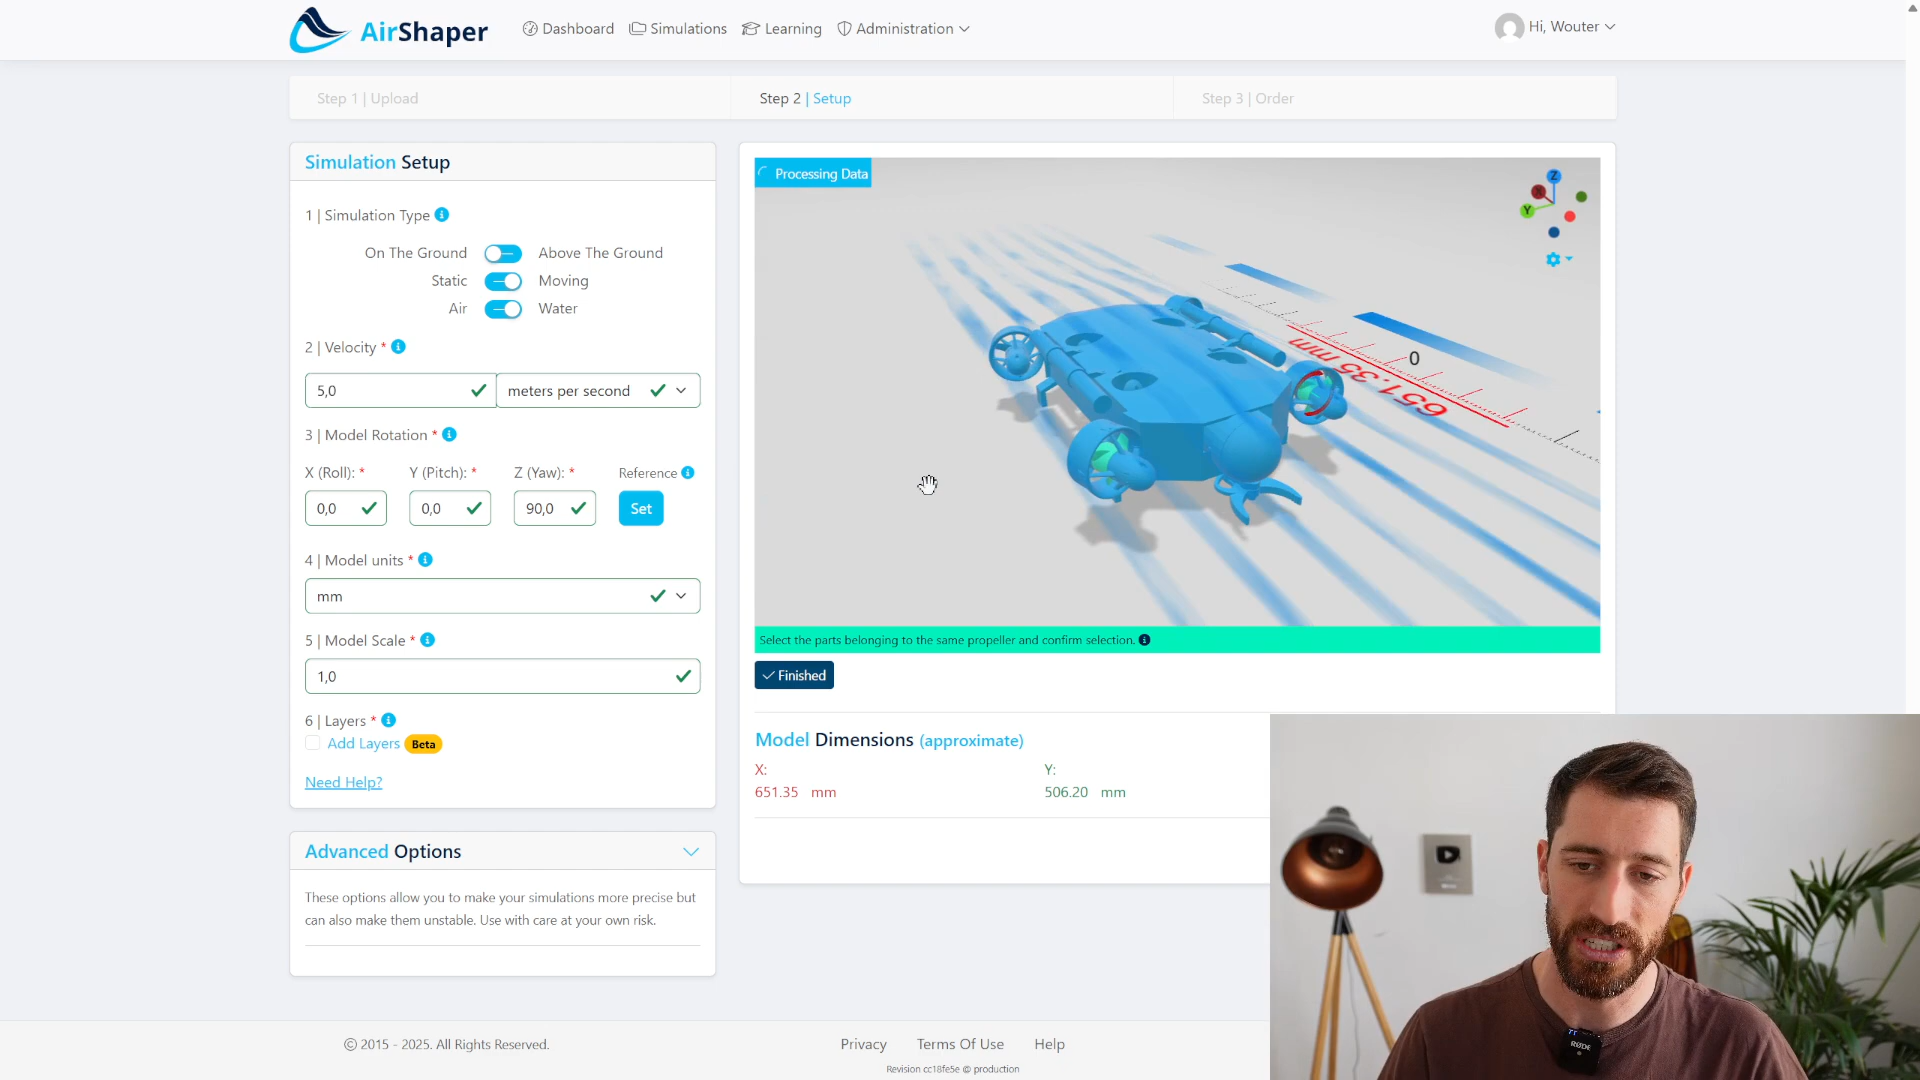 AirShaper
Dashboard
Simulations
Learning
Administration
Hi, Wouter
Step 1 | Upload
Step 2 | Setup
Step 3 | Order
Simulation Setup
1 | Simulation Type
On The Ground
Above The Ground
Static
Moving
Air
Water
2 | Velocity *
5,0
meters per second
3 | Model Rotation *
X (Roll): *
Y (Pitch): *
Z (Yaw): *
Reference
0,0
0,0
90,0
Set
4 | Model units *
mm
5 | Model Scale *
1,0
6 | Layers *
Add Layers Beta
Need Help?
Advanced Options
These options allow you to make your simulations more precise but
can also make them unstable. Use with care at your own risk.
Processing Data
Z
X
Y
0
651.35 mm
Select the parts belonging to the same propeller and confirm selection.
Finished
Model Dimensions (approximate)
X:
651.35 mm
Y:
506.20 mm
RØDE
© 2015 - 2025. All Rights Reserved.
Privacy
Terms Of Use
Help
Revision cc18fe5e @ production